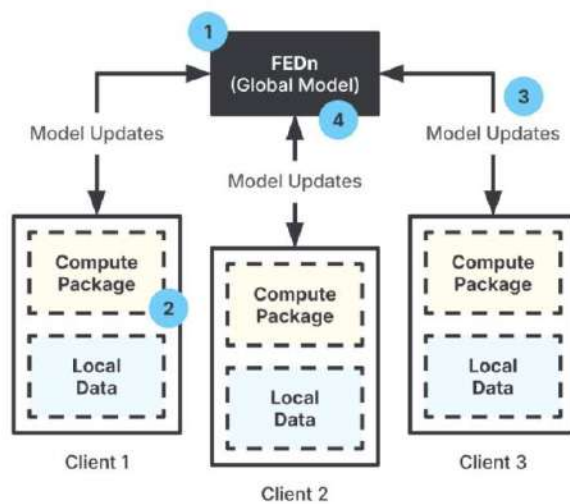 1
FEDn
(Global Model)
4
3
Model Updates
Model Updates
Model Updates
Compute
Package
2
Local
Data
Client 1
Compute
Package
Local
Data
Client 2
Compute
Package
Local
Data
Client 3